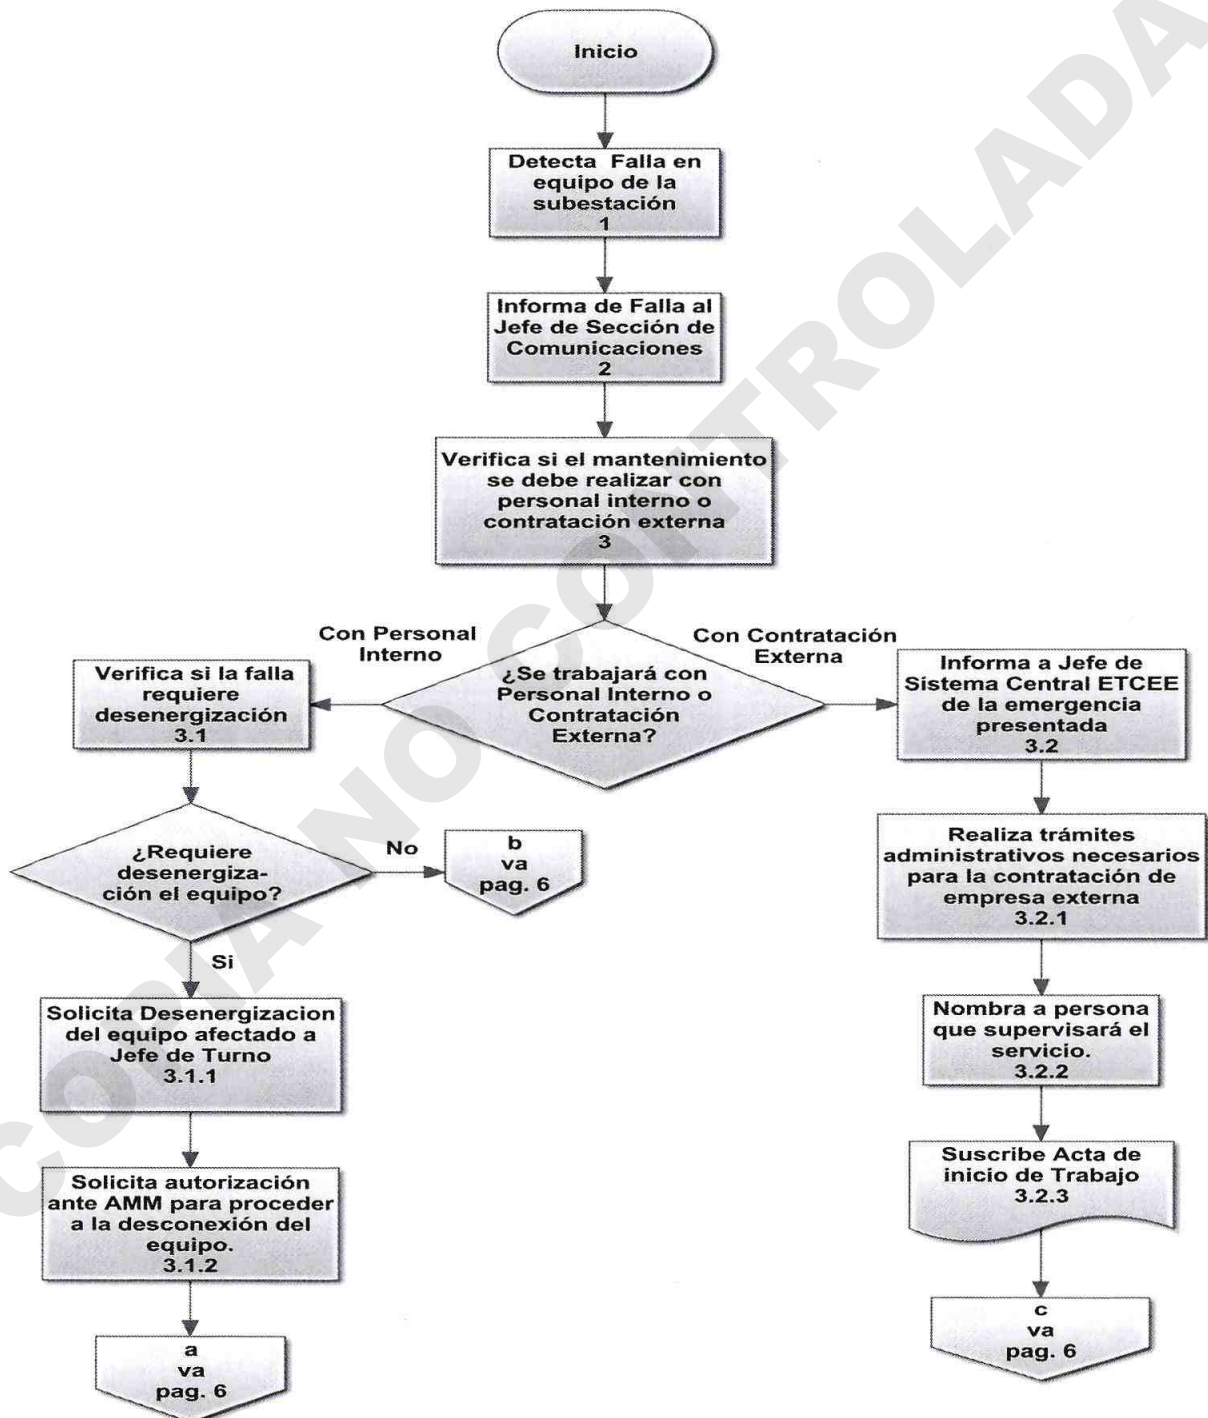 Inicio
Detecta Falla en
equipo de la
subestación
1
Informa de Falla al
Jefe de Sección de
Comunicaciones
2
Verifica si el mantenimiento
se debe realizar con
personal interno o
contratación externa
3
Con Personal
Interno
¿Se trabajará con
Personal Interno o
Contratación
Externa?
Con Contratación
Externa
Verifica si la falla
requiere
desenergización
3.1
¿Requiere
desenergiza-
ción el equipo?
No
b
va
pag. 6
Si
Solicita Desenergizacion
del equipo afectado a
Jefe de Turno
3.1.1
Solicita autorización
ante AMM para proceder
a la desconexión del
equipo.
3.1.2
a
va
pag. 6
Informa a Jefe de
Sistema Central ETCEE
de la emergencia
presentada
3.2
Realiza trámites
administrativos necesarios
para la contratación de
empresa externa
3.2.1
Nombra a persona
que supervisará el
servicio.
3.2.2
Suscribe Acta de
inicio de Trabajo
3.2.3
c
va
pag. 6
COPIA NO CONTROLADA